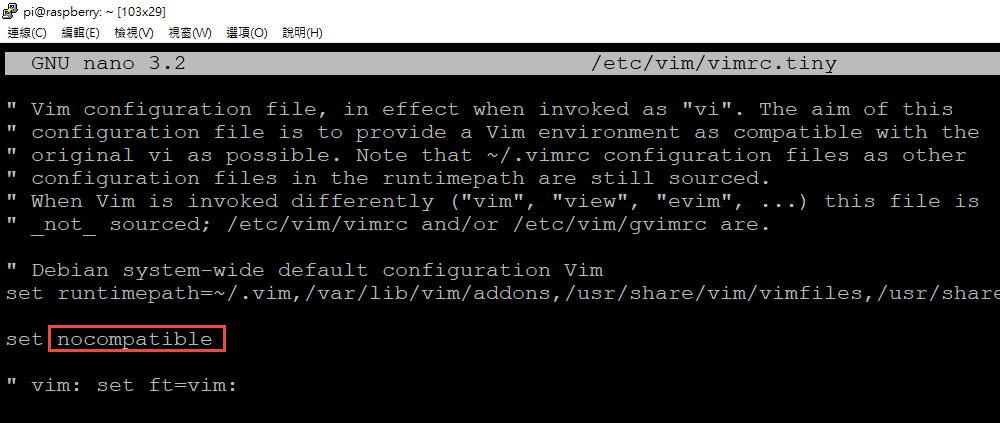 pi@raspberry: ~ [103x29]
連線(C) 編輯(E) 檢視(V) 視窗(W) 選項(O) 說明(H)
GNU nano 3.2 /etc/vim/vimrc.tiny
" Vim configuration file, in effect when invoked as "vi". The aim of this
" configuration file is to provide a Vim environment as compatible with the
" original vi as possible. Note that ~/.vimrc configuration files as other
" configuration files in the runtimepath are still sourced.
" When Vim is invoked differently ("vim", "view", "evim", ...) this file is
" _not_ sourced; /etc/vim/vimrc and/or /etc/vim/gvimrc are.
" Debian system-wide default configuration Vim
set runtimepath=~/.vim,/var/lib/vim/addons,/usr/share/vim/vimfiles,/usr/share
set nocompatible
" vim: set ft=vim: